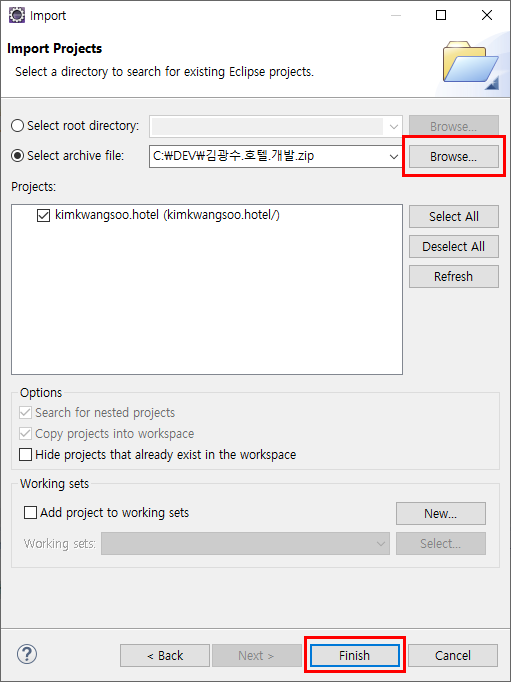 Import
Import Projects
Select a directory to search for existing Eclipse projects.
Select root directory:
Browse...
Select archive file:
C:₩DEV₩김광수.호텔.개발.zip
Browse...
Projects:
kimkwangsoo.hotel (kimkwangsoo.hotel/)
Select All
Deselect All
Refresh
Options
Search for nested projects
Copy projects into workspace
Hide projects that already exist in the workspace
Working sets
Add project to working sets
New...
Working sets:
Select...
?
< Back
Next >
Finish
Cancel